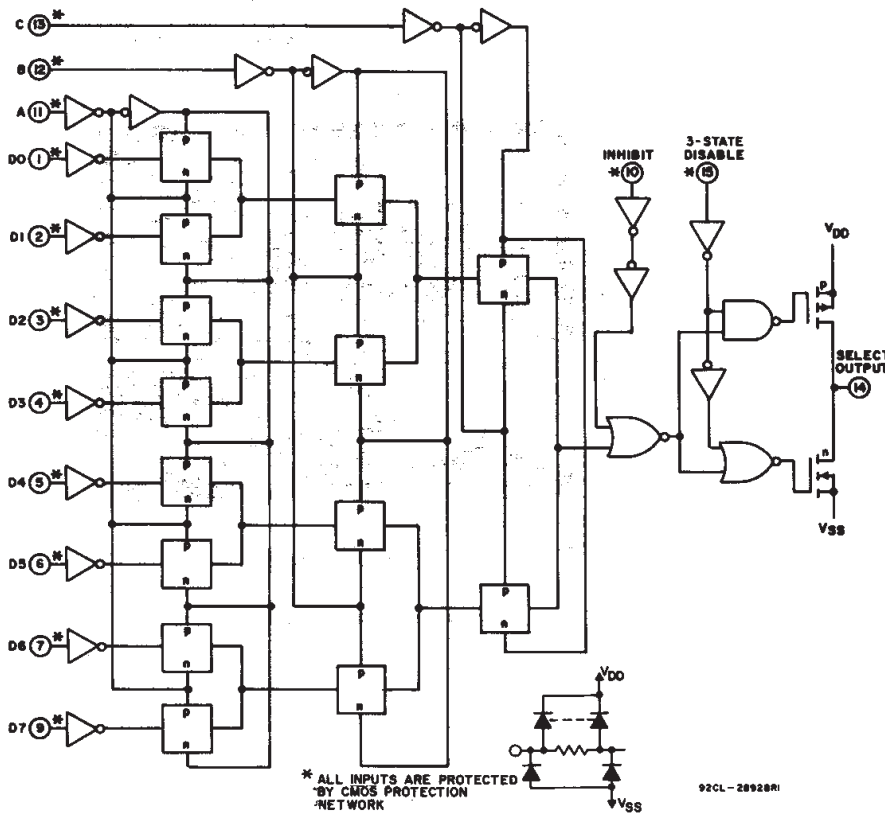 C 13 *
B 12 *
A 11 *
D0 1 *
D1 2 *
D2 3 *
D3 4 *
D4 5 *
D5 6 *
D6 7 *
D7 9 *
p
n
p
n
p
n
p
n
p
n
p
n
p
n
p
n
p
n
p
n
p
n
p
n
p
n
p
n
INHIBIT
* 10
3-STATE
DISABLE
* 15
VDD
p
SELECT
OUTPUT
14
n
VSS
VDD
VSS
* ALL INPUTS ARE PROTECTED
BY CMOS PROTECTION
NETWORK
92CL-28928RI